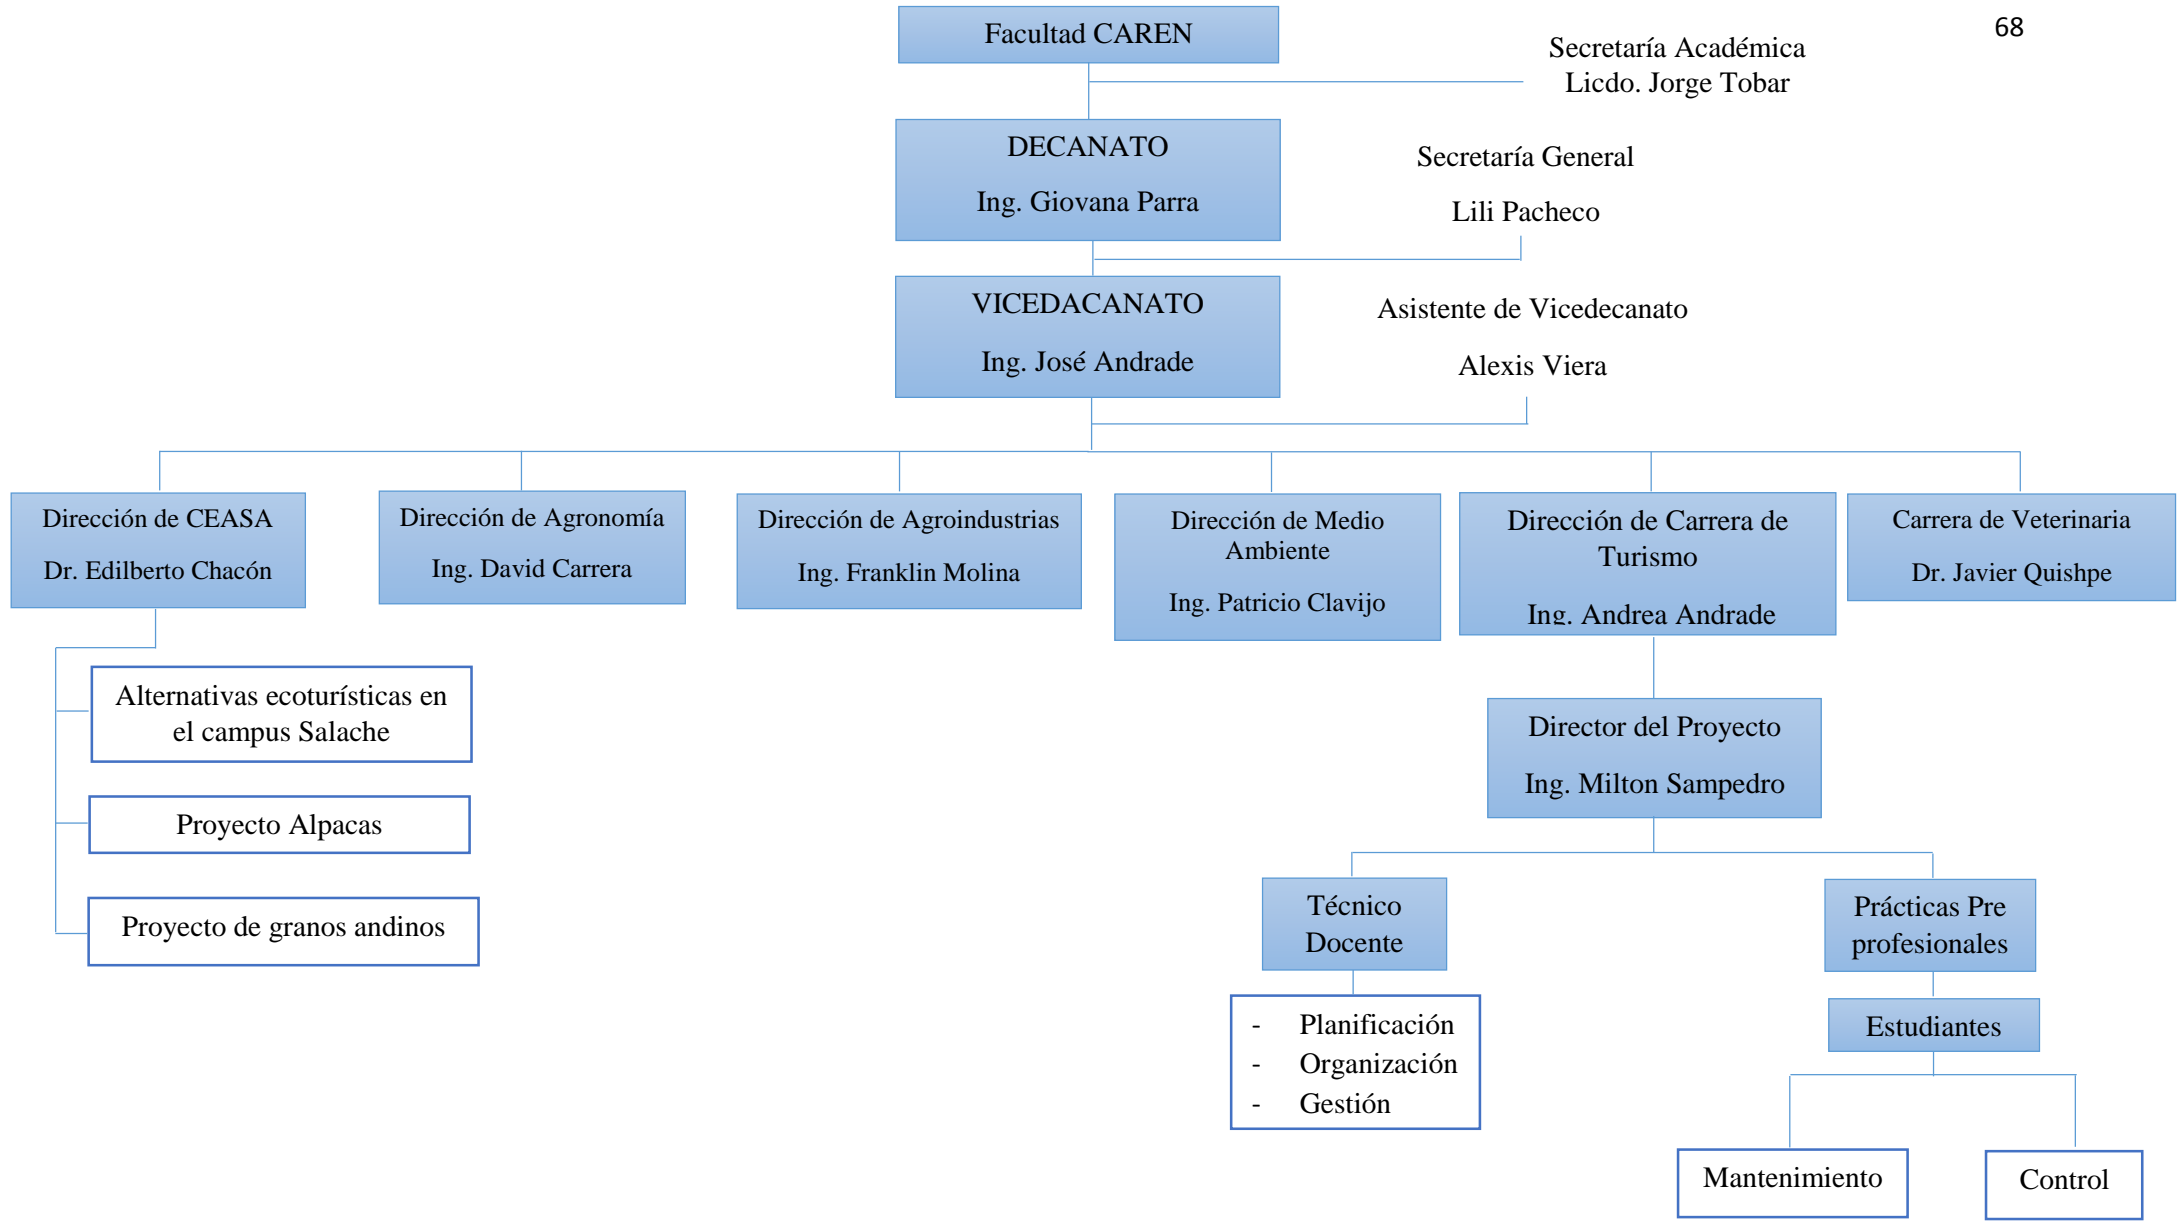 68
Facultad CAREN
Secretaría Académica
Licdo. Jorge Tobar
DECANATO
Ing. Giovana Parra
Secretaría General
Lili Pacheco
VICEDACANATO
Ing. José Andrade
Asistente de Vicedecanato
Alexis Viera
Dirección de CEASA
Dr. Edilberto Chacón
Dirección de Agronomía
Ing. David Carrera
Dirección de Agroindustrias
Ing. Franklin Molina
Dirección de Medio
Ambiente
Ing. Patricio Clavijo
Dirección de Carrera de
Turismo
Ing. Andrea Andrade
Carrera de Veterinaria
Dr. Javier Quishpe
Alternativas ecoturísticas en
el campus Salache
Proyecto Alpacas
Proyecto de granos andinos
Director del Proyecto
Ing. Milton Sampedro
Técnico
Docente
- Planificación
- Organización
- Gestión
Prácticas Pre
profesionales
Estudiantes
Mantenimiento
Control